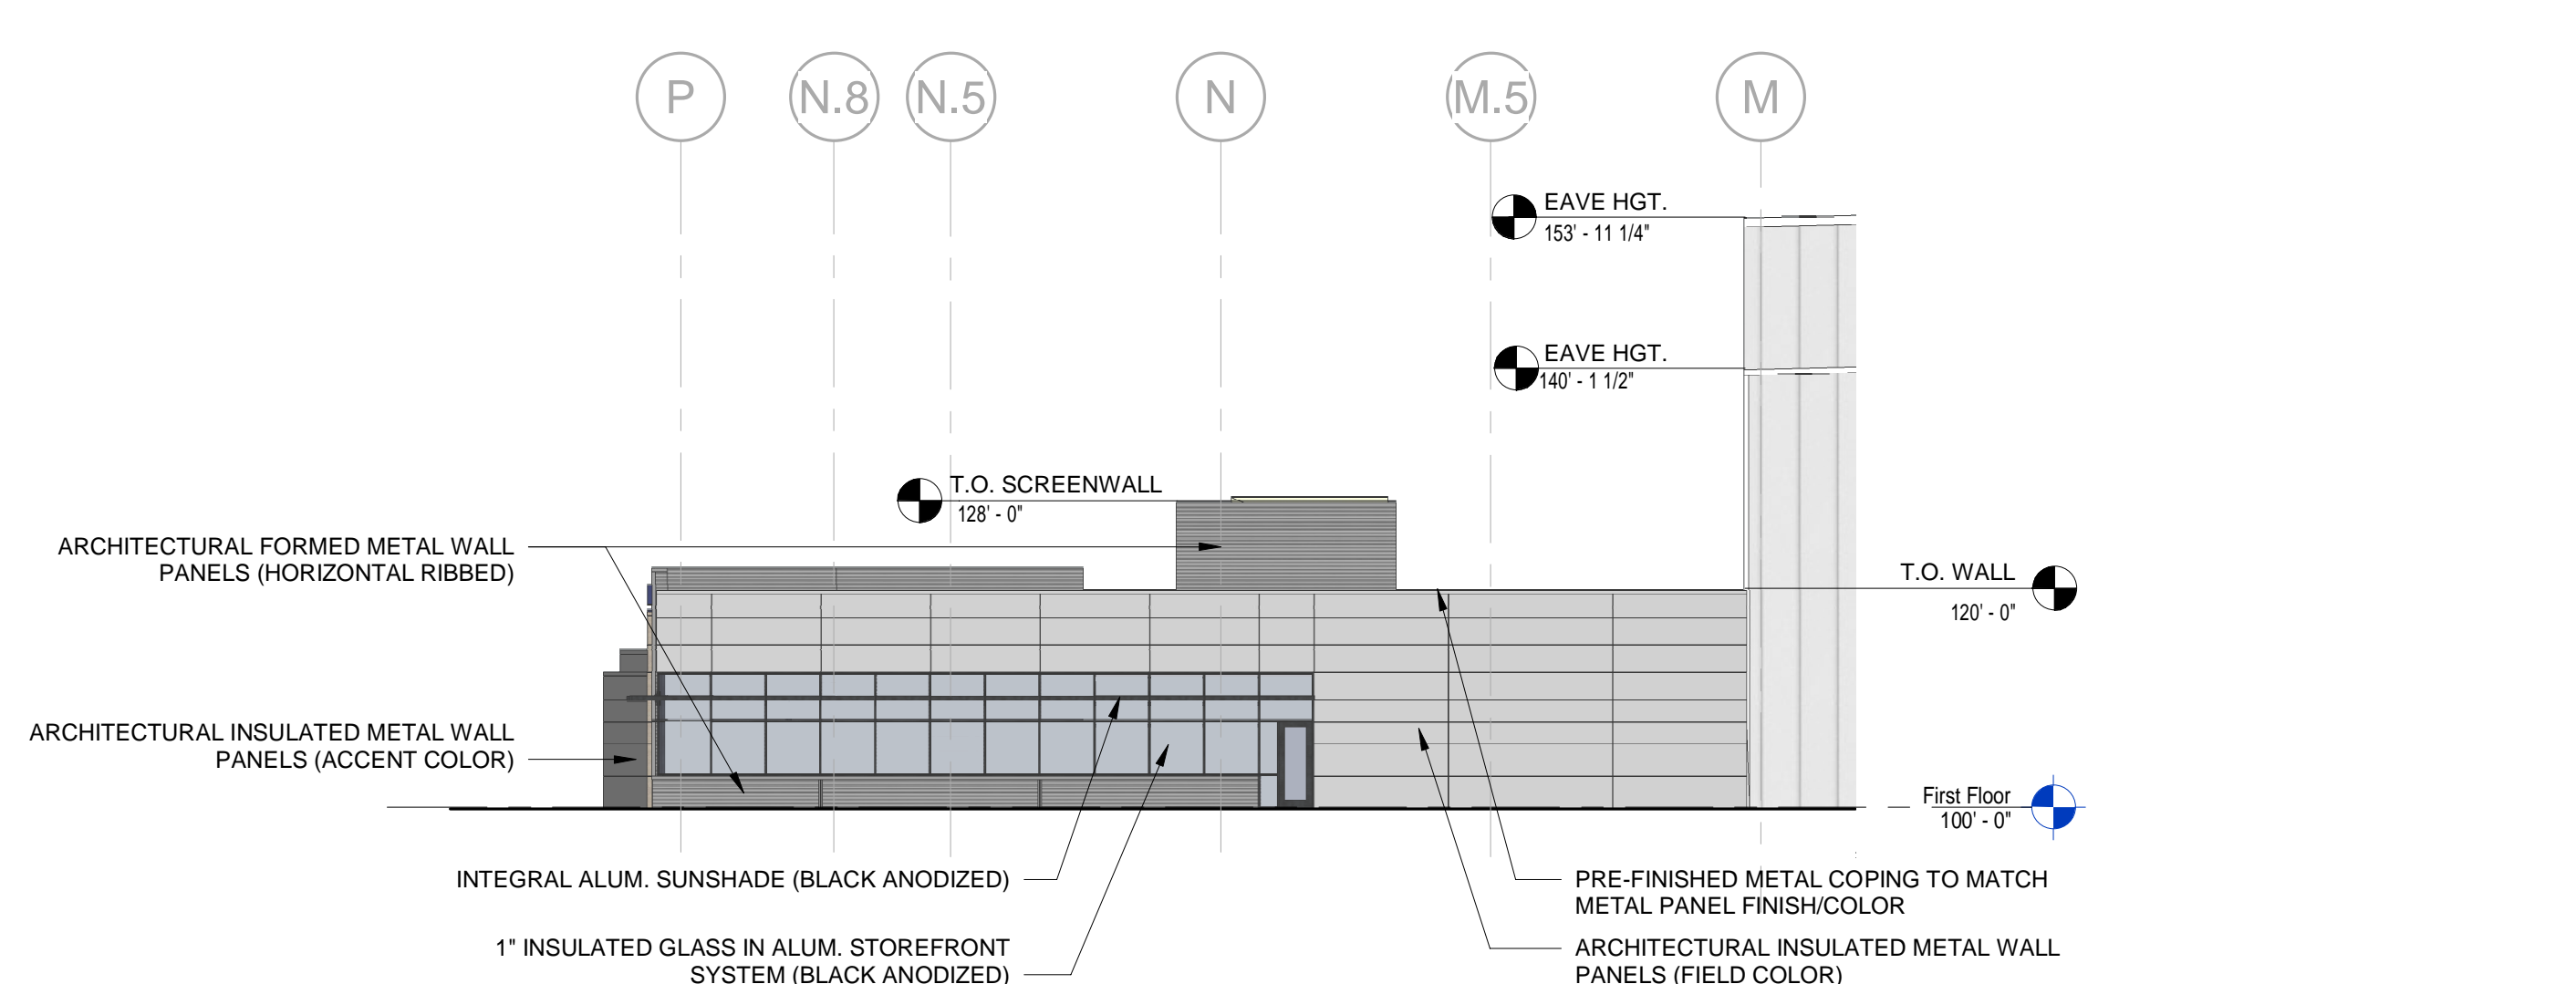 P
N.8
N.5
N
M.5
M
EAVE HGT.
153' - 11 1/4"
EAVE HGT.
140' - 1 1/2"
T.O. SCREENWALL
128' - 0"
ARCHITECTURAL FORMED METAL WALL
PANELS (HORIZONTAL RIBBED)
T.O. WALL
120' - 0"
ARCHITECTURAL INSULATED METAL WALL
PANELS (ACCENT COLOR)
First Floor
100' - 0"
INTEGRAL ALUM. SUNSHADE (BLACK ANODIZED)
PRE-FINISHED METAL COPING TO MATCH
METAL PANEL FINISH/COLOR
1" INSULATED GLASS IN ALUM. STOREFRONT
SYSTEM (BLACK ANODIZED)
ARCHITECTURAL INSULATED METAL WALL
PANELS (FIELD COLOR)